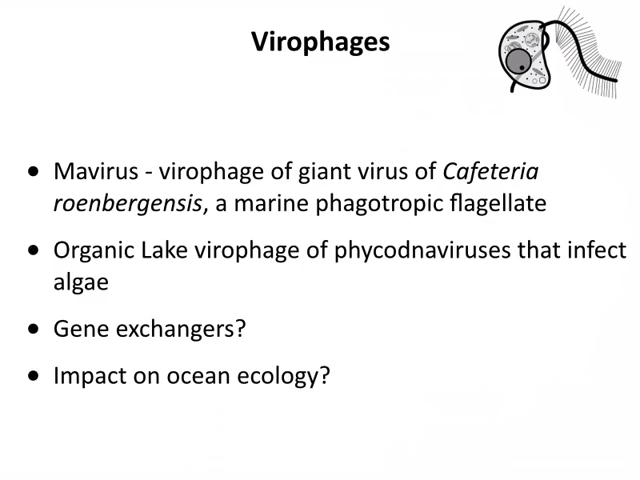 Virophages
• Mavirus - virophage of giant virus of Cafeteria
roenbergensis, a marine phagotropic flagellate
• Organic Lake virophage of phycodnaviruses that infect
algae
• Gene exchangers?
• Impact on ocean ecology?